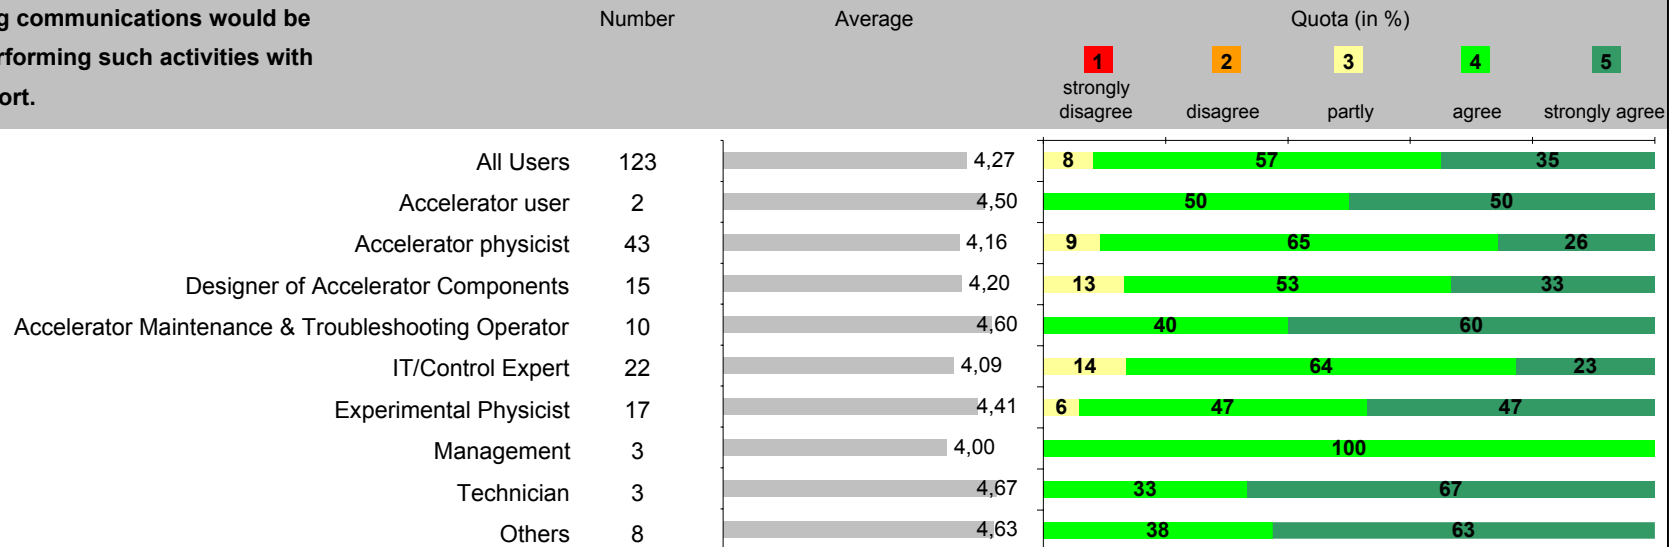 communications would be Number Average Quota (in %)
such activities with 1 2 3 4 5
strongly
disagree disagree partly agree strongly agree
All Users 123 4,27 8 57 35
Accelerator user 2 4,50 50 50
Accelerator physicist 43 4,16 9 65 26
Designer of Accelerator Components 15 4,20 13 53 33
Accelerator Maintenance & Troubleshooting Operator 10 4,60 40 60
IT/Control Expert 22 4,09 14 64 23
Experimental Physicist 17 4,41 6 47 47
Management 3 4,00 100
Technician 3 4,67 33 67
Others 8 4,63 38 63